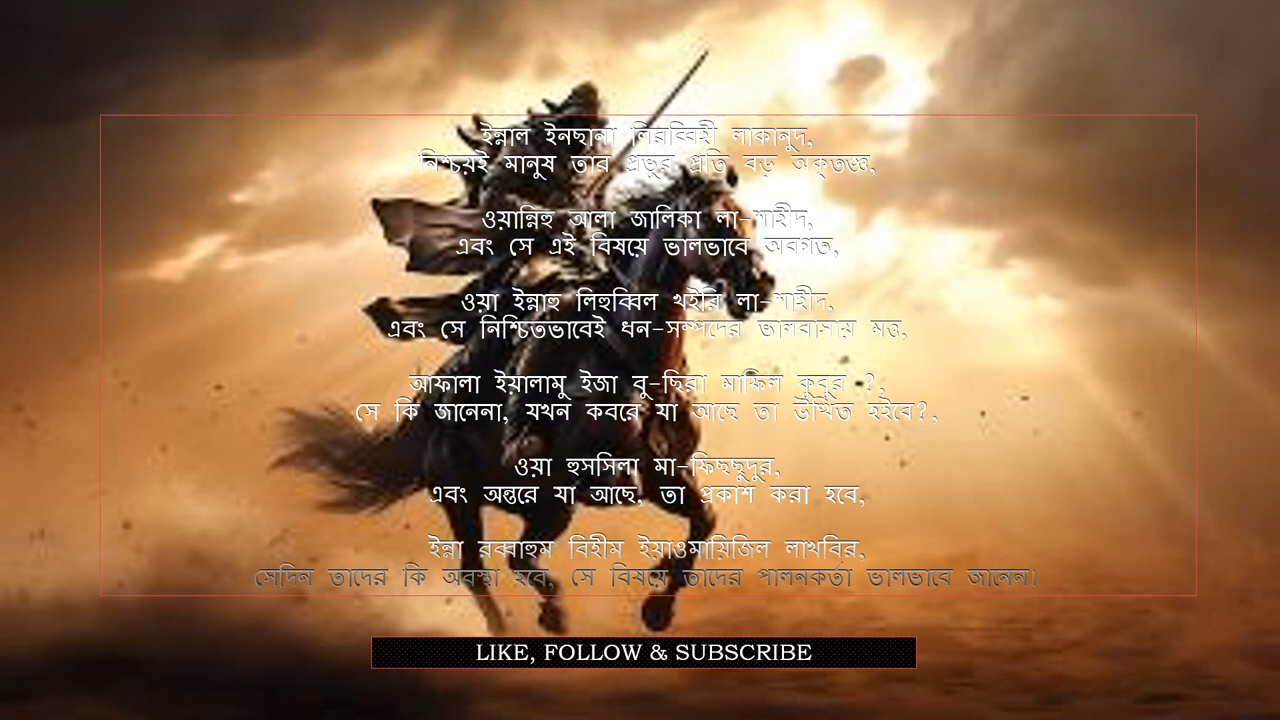 ইন্নাল ইনছানা লিরব্বিহী লাকানুদ,
নিশ্চয়ই মানুষ তার প্রভুর প্রতি বড় অকৃতজ্ঞ,
ওয়ান্নিহু আলা জালিকা লা-শাহীদ,
এবং সে এই বিষয়ে ভালভাবে অবগত,
ওয়া ইন্নাহু লিহুব্বিল খইরি লা-শাহীদ,
এবং সে নিশ্চিতভাবেই ধন-সম্পদের ভালবাসায় মত্ত,
আফালা ইয়ালামু ইজা বু-ছিরা মাফিল কুবুর ?,
সে কি জানেনা, যখন কবরে যা আছে তা উত্থিত হইবে?,
ওয়া হুসসিলা মা-ফিছছুদুর,
এবং অন্তরে যা আছে, তা প্রকাশ করা হবে,
ইন্না রব্বাহুম বিহীম ইয়াওমায়িজিল লাখবির,
সেদিন তাদের কি অবস্থা হবে, সে বিষয়ে তাদের পালনকর্তা ভালভাবে জানেন।
LIKE, FOLLOW & SUBSCRIBE